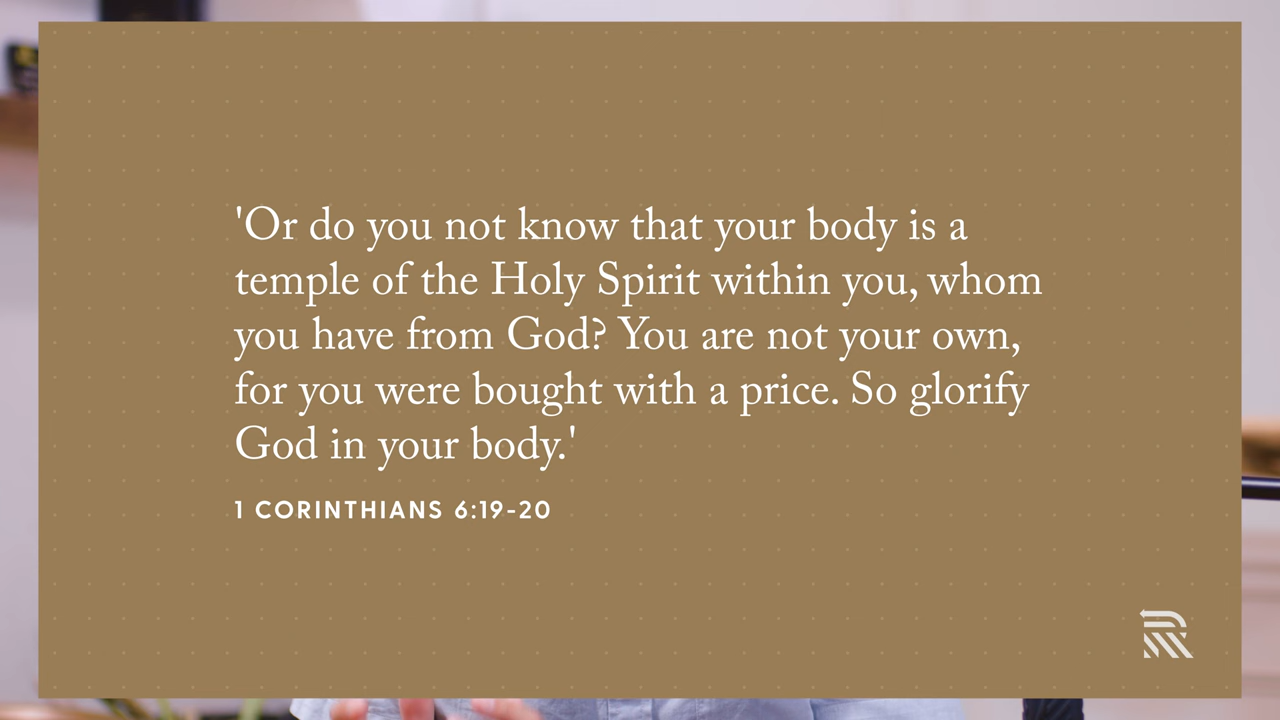 'Or do you not know that your body is a
temple of the Holy Spirit within you, whom
you have from God? You are not your own,
for you were bought with a price. So glorify
God in your body.'
1 CORINTHIANS 6:19-20